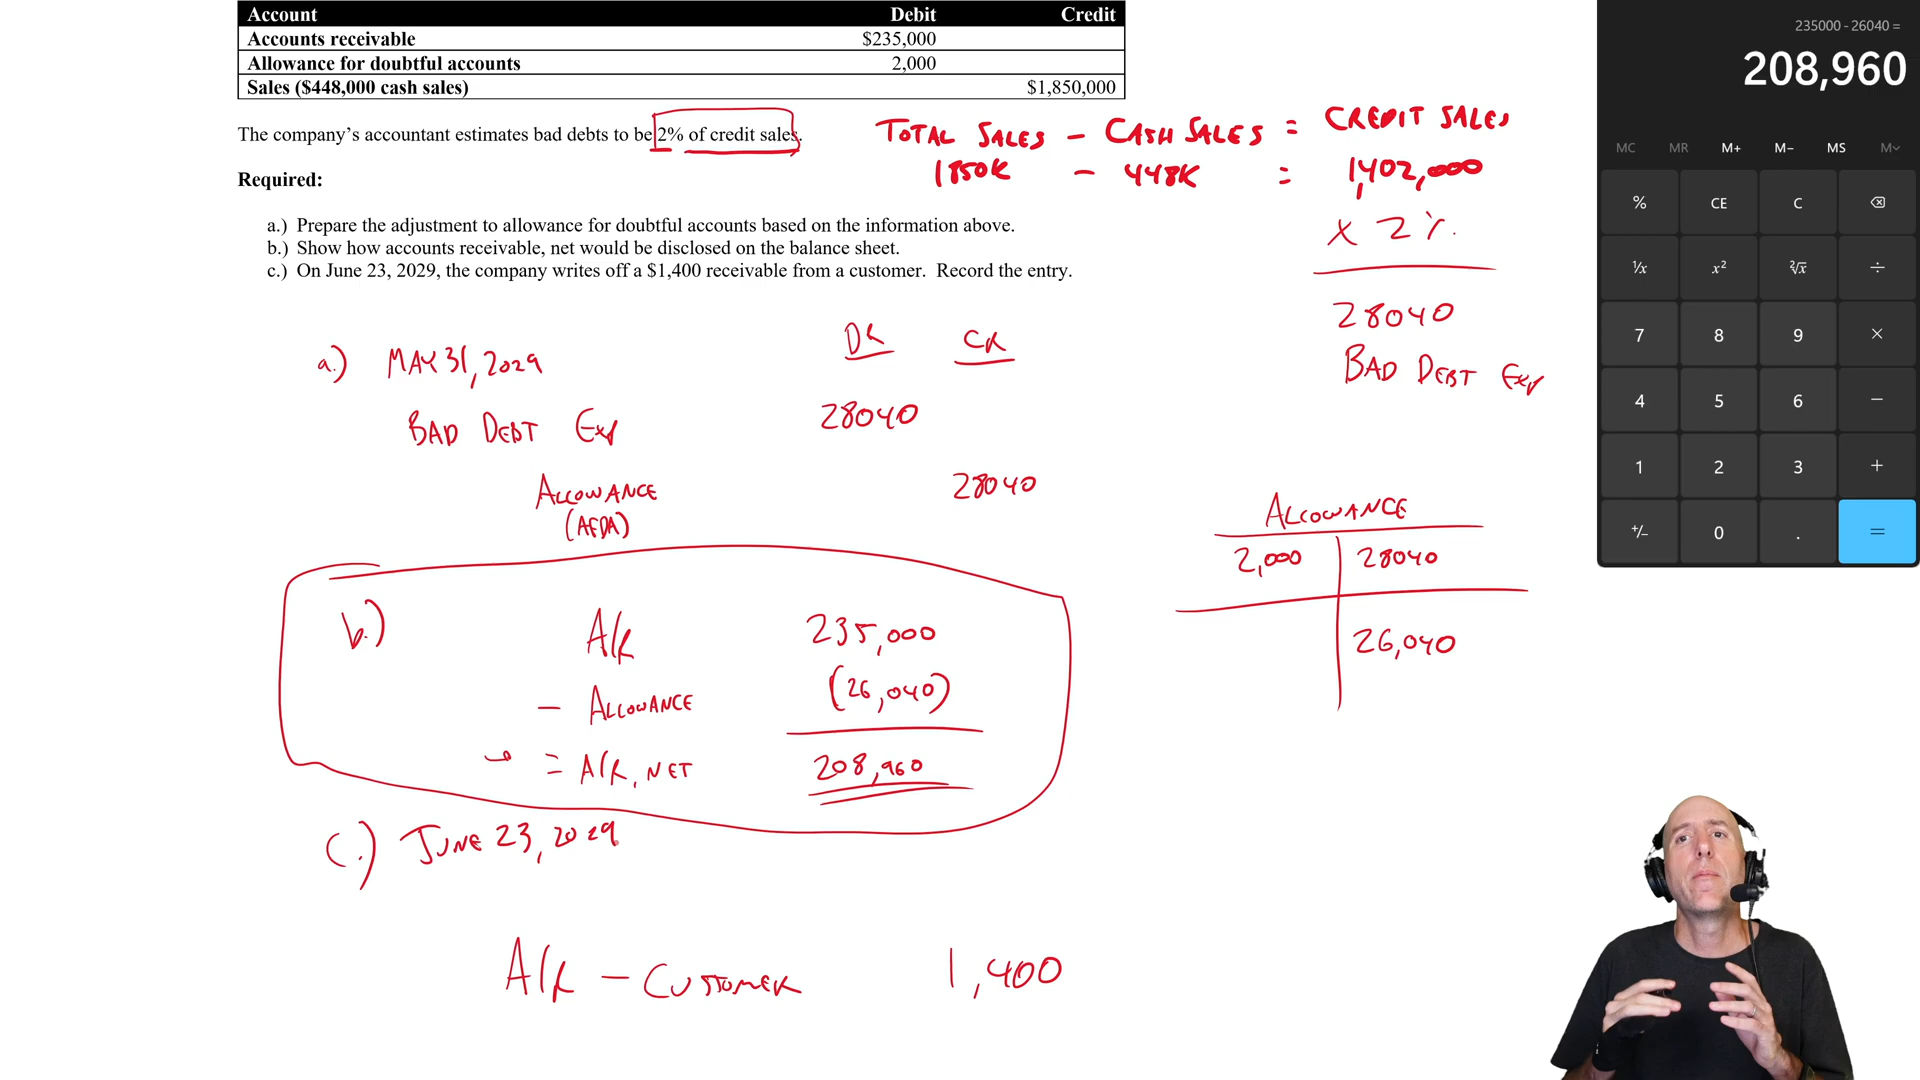 Account Debit Credit
Accounts receivable $235,000
Allowance for doubtful accounts 2,000
Sales ($448,000 cash sales) $1,850,000
The company's accountant estimates bad debts to be 2% of credit sales.
TOTAL SALES - CASH SALES = CREDIT SALES
1850K - 448K = 1,402,000
x 2%
28040
BAD DEBT EXP
Required:
a.) Prepare the adjustment to allowance for doubtful accounts based on the information above.
b.) Show how accounts receivable, net would be disclosed on the balance sheet.
c.) On June 23, 2029, the company writes off a $1,400 receivable from a customer. Record the entry.
a.) MAY 31, 2029 DR CR
BAD DEBT EXP 28040
ALLOWANCE 28040
(AFDA)
ALLOWANCE
2,000 28040
26,040
b.) A/R 235,000
- ALLOWANCE (26,040)
= A/R, NET 208,960
C.) JUNE 23, 2029
A/R - CUSTOMER 1,400
235000 - 26040 =
208,960
MC MR M+ M- MS M˅
% CE C ⌫
¹/x x² ²√x ÷
7 8 9 ×
4 5 6 −
1 2 3 +
+/− 0 . =